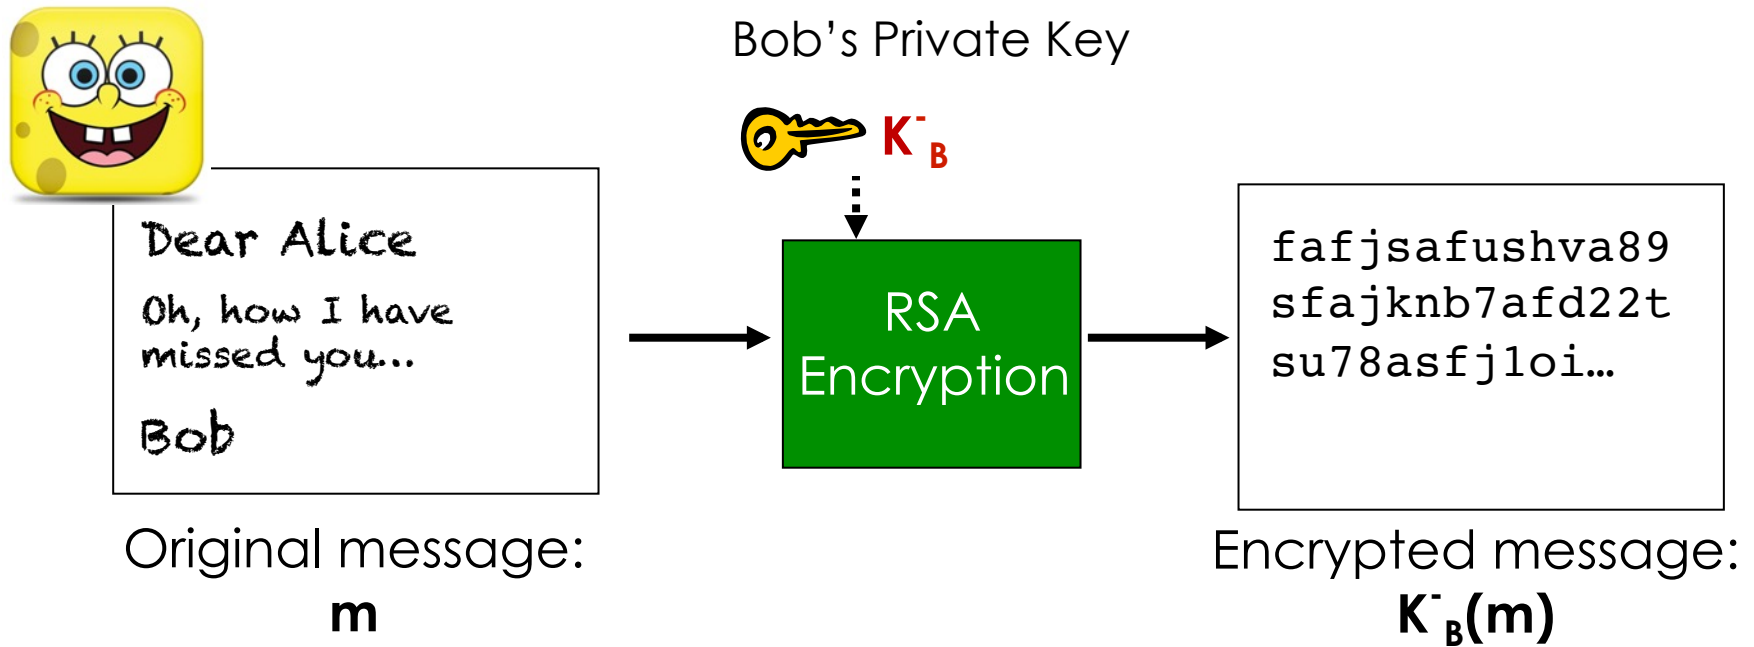 Bob’s Private Key
K-B
Dear Alice
Oh, how I have
missed you...
Bob
RSA
Encryption
fafjsafushva89
sfajknb7afd22t
su78asfj1oi…
Original message:
m
Encrypted message:
K-B(m)